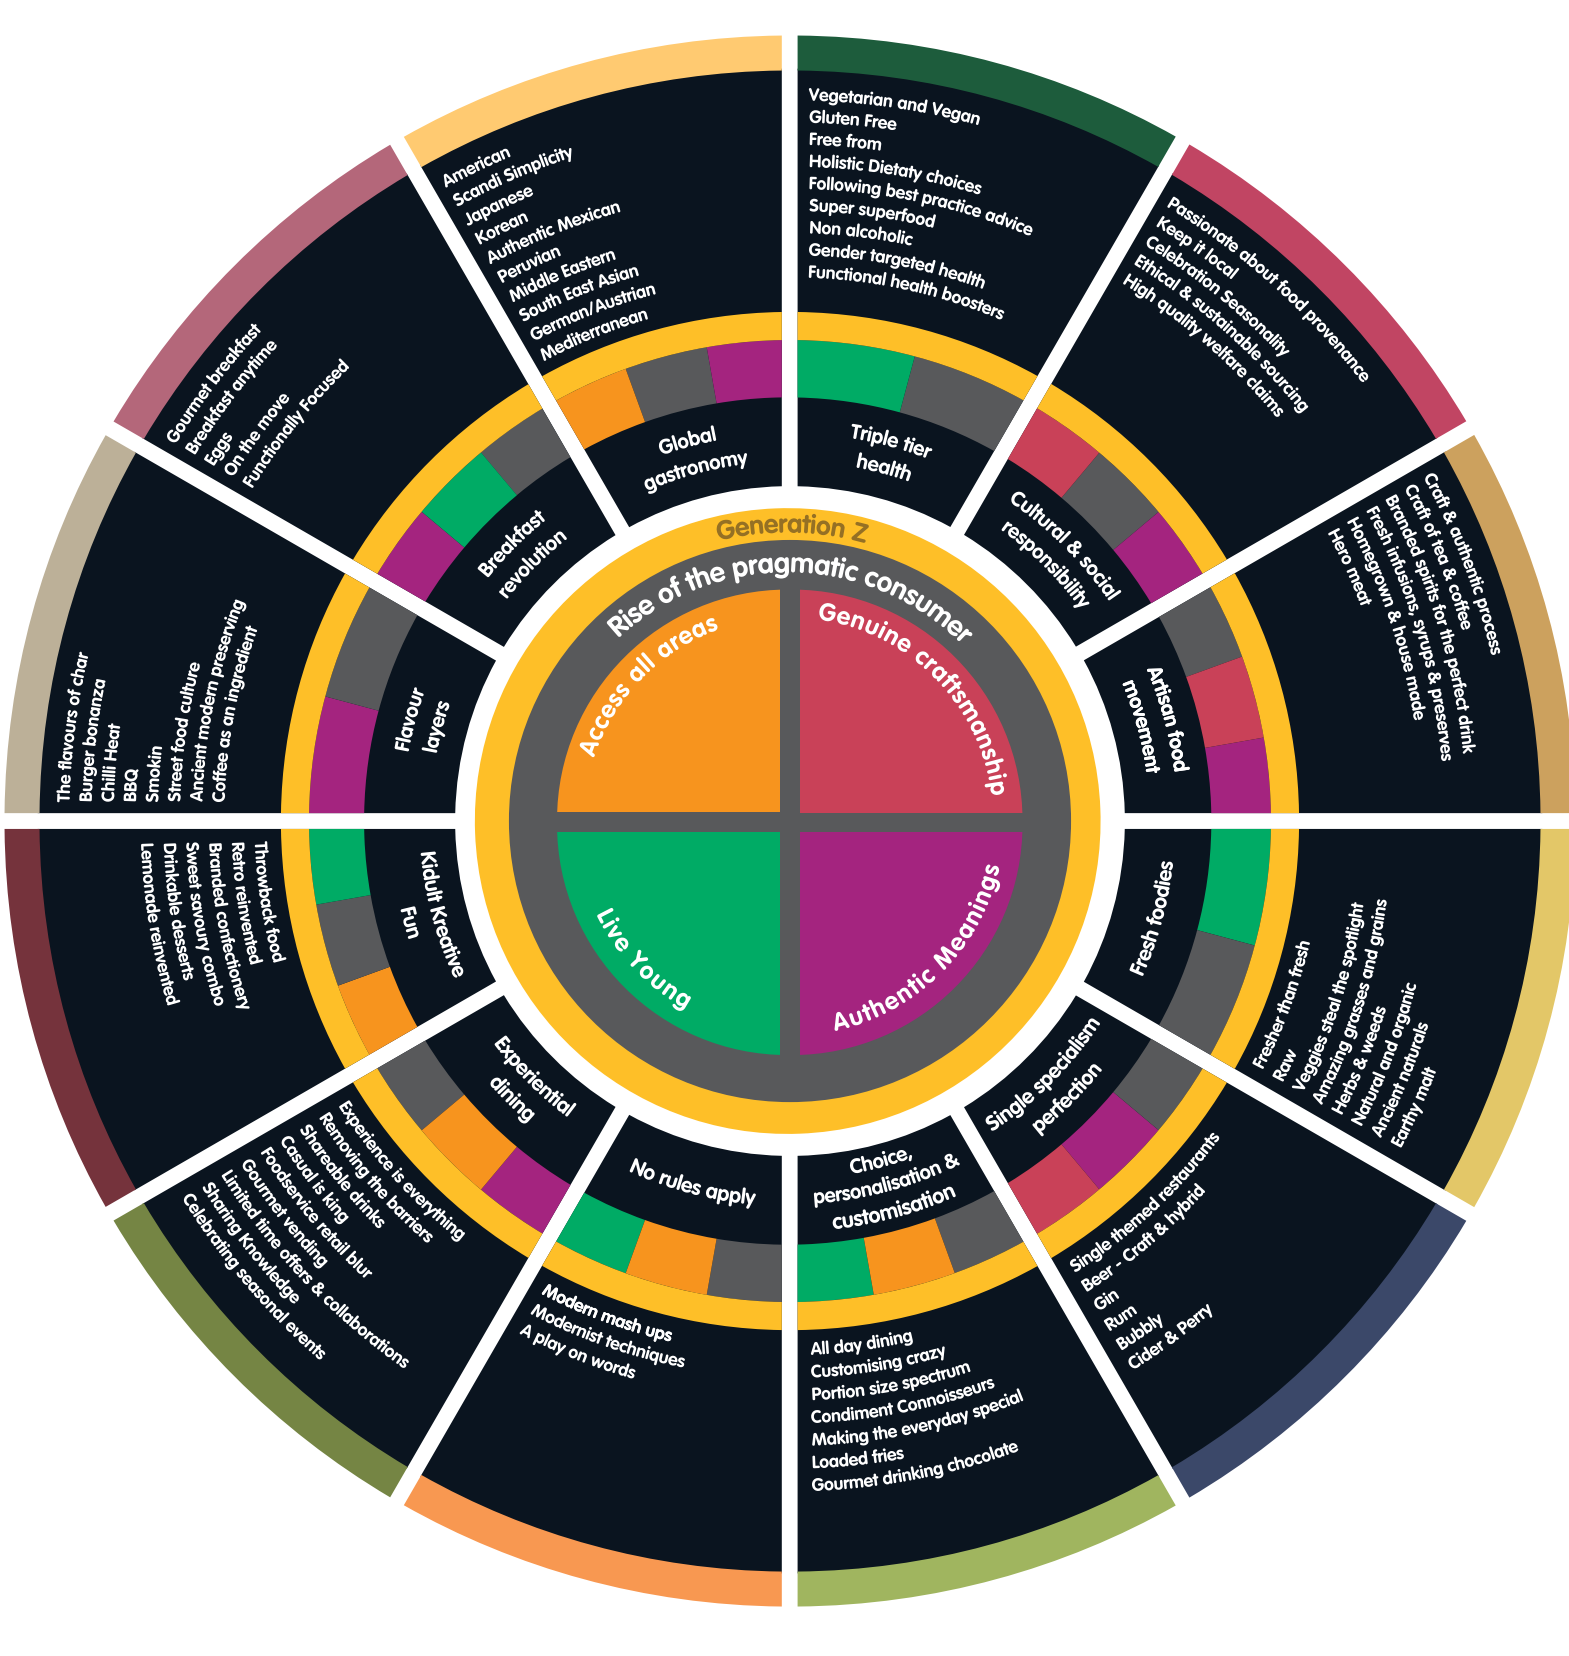 Generation Z
Rise of the pragmatic consumer
Access all areas
Genuine craftsmanship
Live Young
Authentic Meanings
Triple tier
health
Vegetarian and Vegan
Gluten Free
Free from
Holistic Dietaty choices
Following best practice advice
Super superfood
Non alcoholic
Gender targeted health
Functional health boosters
Cultural & social
responsibility
Passionate about food provenance
Keep it local
Celebration Seasonality
Ethical & sustainable sourcing
High quality welfare claims
Artisan food
movement
Craft & authentic process
Craft of tea & coffee
Branded spirits for the perfect drink
Fresh infusions, syrups & preserves
Homegrown & house made
Hero meat
Fresh foodies
Fresher than fresh
Raw
Veggies steal the spotlight
Amazing grasses and grains
Herbs & weeds
Natural and organic
Ancient naturals
Earthy malt
Single specialism
perfection
Single themed restaurants
Beer - Craft & hybrid
Gin
Rum
Bubbly
Cider & Perry
Choice,
personalisation &
customisation
All day dining
Customising crazy
Portion size spectrum
Condiment Connoisseurs
Making the everyday special
Loaded fries
Gourmet drinking chocolate
No rules apply
Modern mash ups
Modernist techniques
A play on words
Experiential
dining
Experience is everything
Removing the barriers
Shareable drinks
Casual is king
Foodservice retail blur
Gourmet vending
Limited time offers & collaborations
Sharing Knowledge
Celebrating seasonal events
Kidult Kreative
Fun
Throwback food
Retro reinvented
Branded confectionery
Sweet savoury combo
Drinkable desserts
Lemonade reinvented
Flavour
layers
The flavours of char
Burger bonanza
Chilli Heat
BBQ
Smokin
Street food culture
Ancient modern preserving
Coffee as an ingredient
Breakfast
revolution
Gourmet breakfast
Breakfast anytime
Eggs
On the move
Functionally Focused
Global
gastronomy
American
Scandi Simplicity
Japanese
Korean
Authentic Mexican
Peruvian
Middle Eastern
South East Asian
German/Austrian
Mediterranean